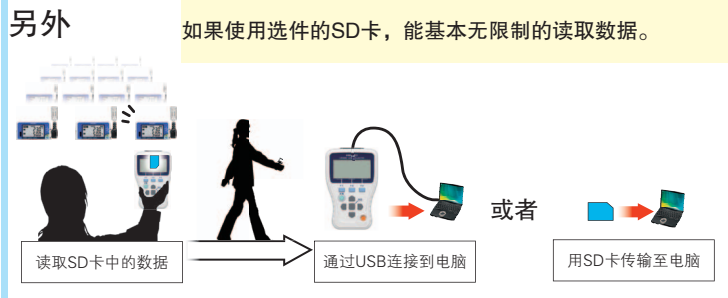 另外
如果使用选件的SD卡，能基本无限制的读取数据。
或者
读取SD卡中的数据
通过USB连接到电脑
用SD卡传输至电脑